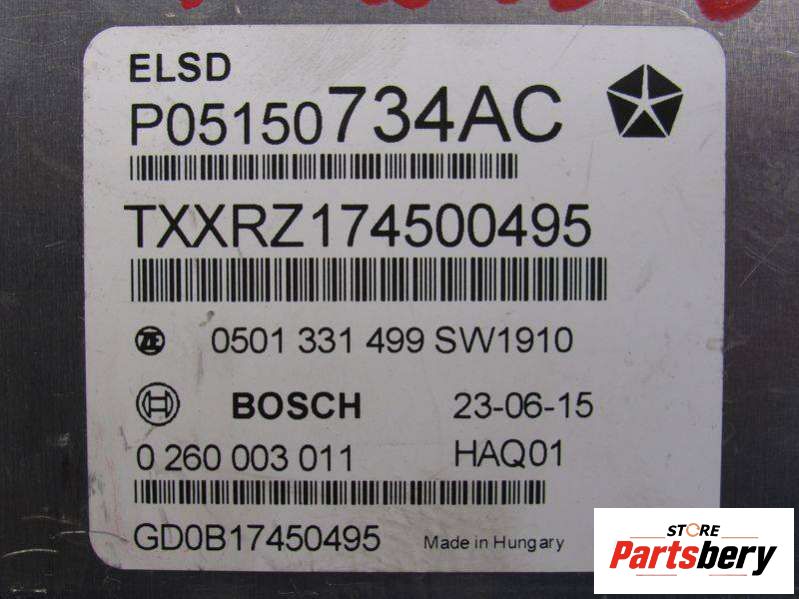 ELSD
P05150734AC
TXXRZ174500495
ZF 0501 331 499 SW1910
BOSCH 23-06-15
0 260 003 011 HAQ01
GD0B17450495 Made in Hungary
STORE
Partsbery